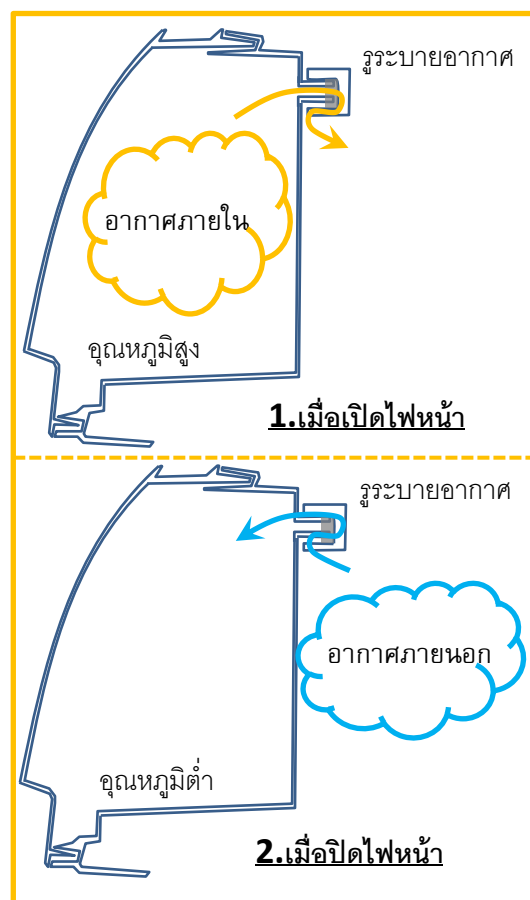 รูระบายอากาศ
อากาศภายใน
อุณหภูมิสูง
1.เมื่อเปิดไฟหน้า
รูระบายอากาศ
อากาศภายนอก
อุณหภูมิต่ำ
2.เมื่อปิดไฟหน้า